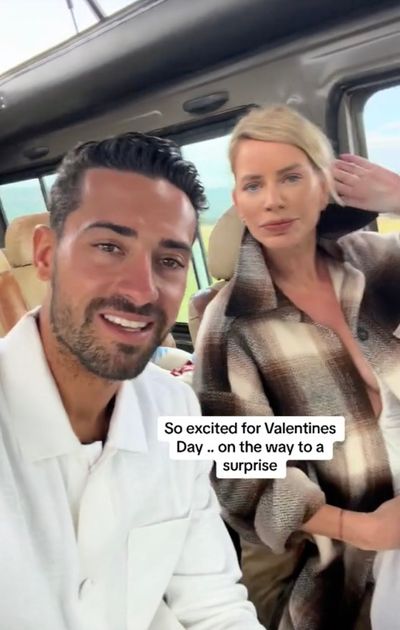 So excited for Valentines
Day .. on the way to a
surprise